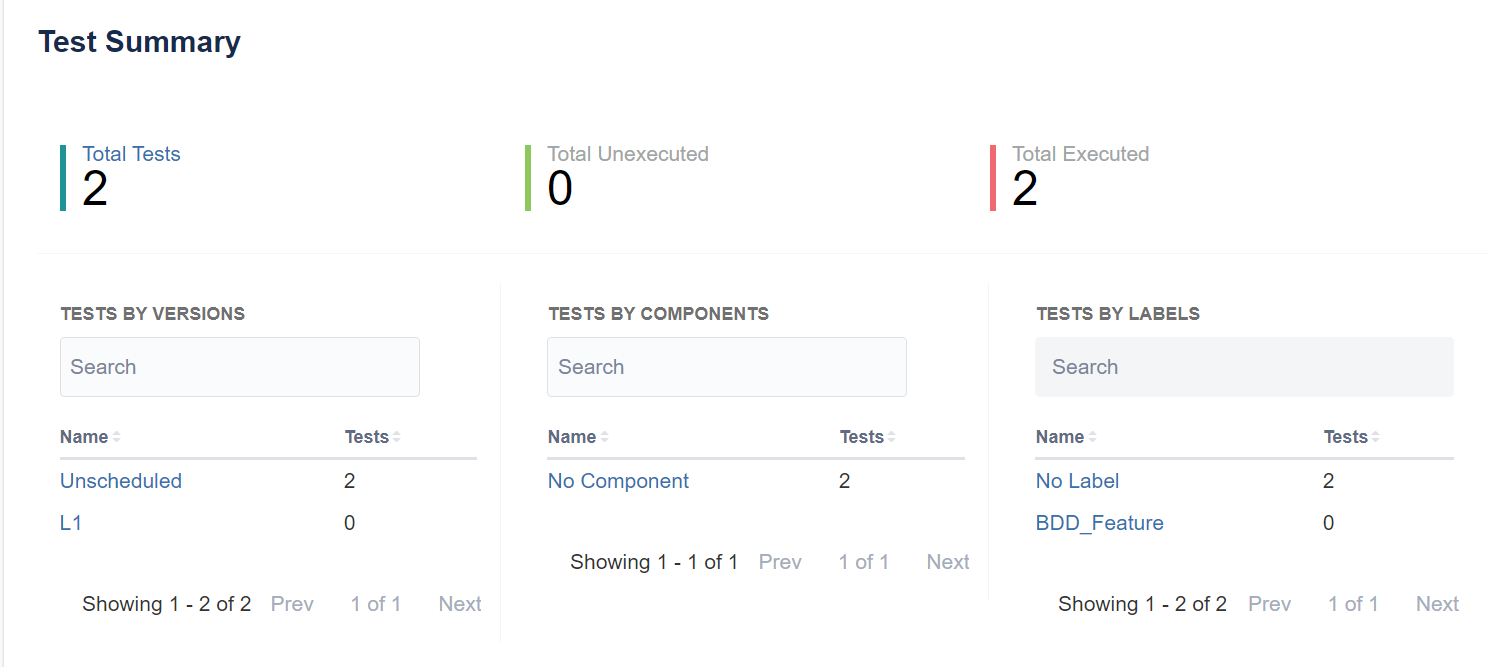 Test Summary
Total Tests
2
Total Unexecuted
0
Total Executed
2
TESTS BY VERSIONS
Search
Name Tests
Unscheduled 2
L1 0
Showing 1 - 2 of 2 Prev 1 of 1 Next
TESTS BY COMPONENTS
Search
Name Tests
No Component 2
Showing 1 - 1 of 1 Prev 1 of 1 Next
TESTS BY LABELS
Search
Name Tests
No Label 2
BDD_Feature 0
Showing 1 - 2 of 2 Prev 1 of 1 Next